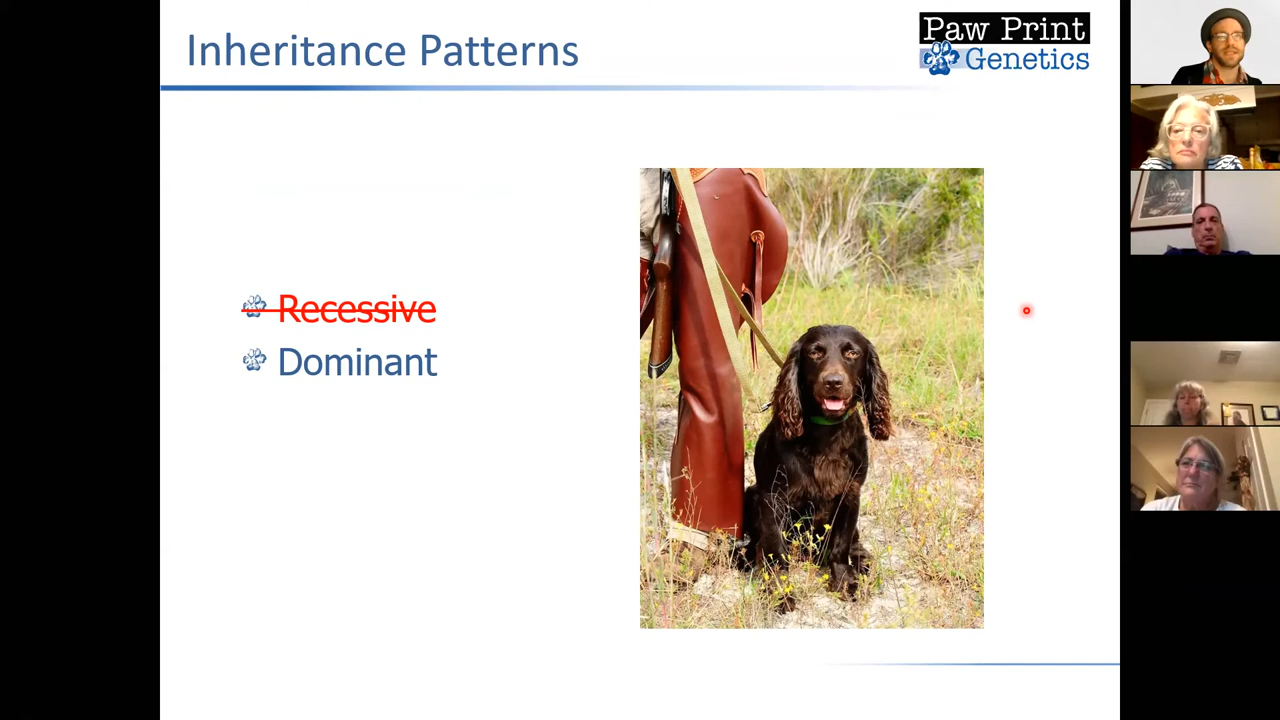 Inheritance Patterns
Paw Print
Genetics
Recessive
Dominant